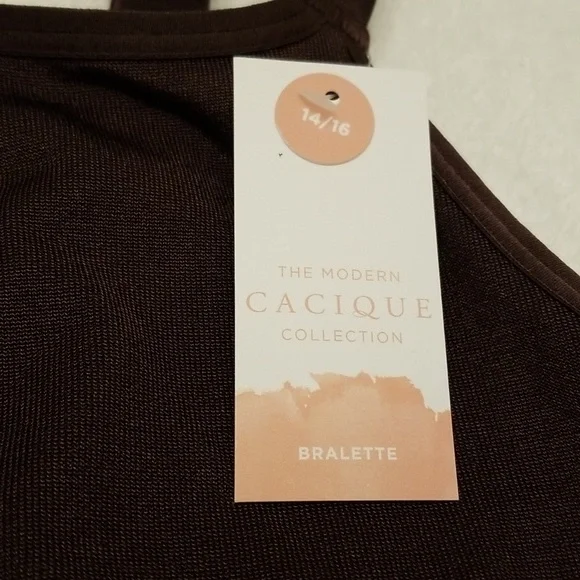 14/16
THE MODERN
CACIQUE
COLLECTION
BRALETTE